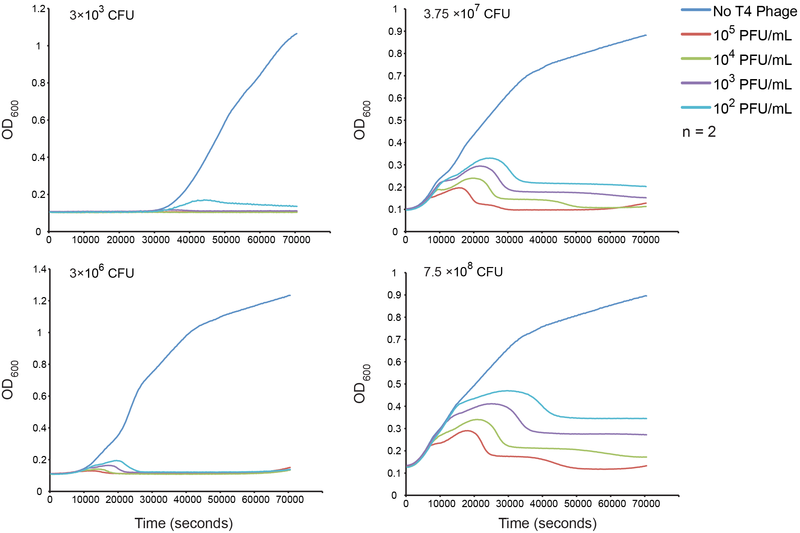 3×10³ CFU
1.2
1
0.8
0.6
0.4
0.2
0
OD₆₀₀
0 10000 20000 30000 40000 50000 60000 70000
3.75 ×10⁷ CFU
1
0.9
0.8
0.7
0.6
0.5
0.4
0.3
0.2
0.1
0
OD₆₀₀
0 10000 20000 30000 40000 50000 60000 70000
No T4 Phage
10⁵ PFU/mL
10⁴ PFU/mL
10³ PFU/mL
10² PFU/mL
n = 2
3×10⁶ CFU
1.4
1.2
1
0.8
0.6
0.4
0.2
0
OD₆₀₀
0 10000 20000 30000 40000 50000 60000 70000
Time (seconds)
7.5 ×10⁸ CFU
1
0.9
0.8
0.7
0.6
0.5
0.4
0.3
0.2
0.1
0
OD₆₀₀
0 10000 20000 30000 40000 50000 60000 70000
Time (seconds)